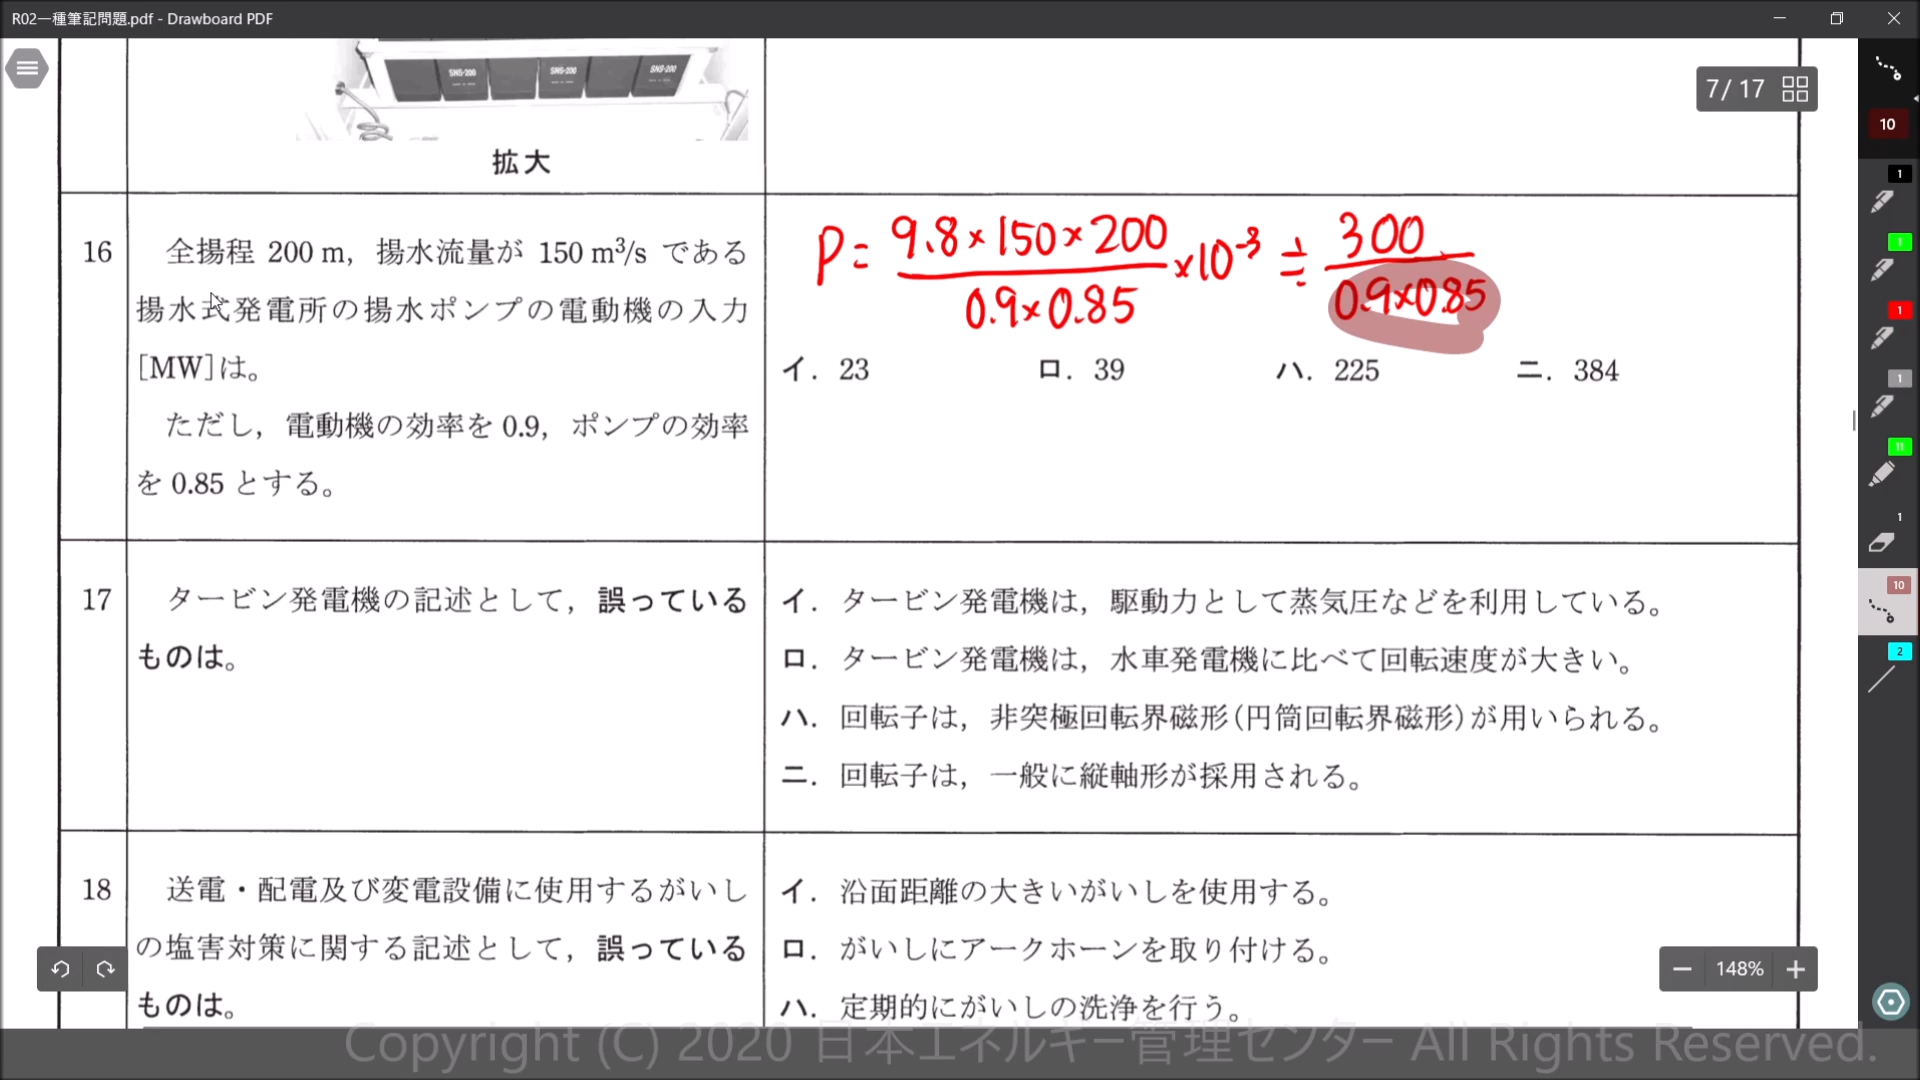 R02一種筆記問題.pdf - Drawboard PDF
7 / 17
SNS-200 SNS-200 SNS-200
拡大
16
全揚程 200 m，揚水流量が 150 m³/s である
揚水式発電所の揚水ポンプの電動機の入力
[MW]は。
ただし，電動機の効率を 0.9，ポンプの効率
を 0.85 とする。
P= 9.8×150×200 / 0.9×0.85 ×10⁻³ ≒ 300 / 0.9×0.85
イ．23 ロ．39 ハ．225 ニ．384
17
タービン発電機の記述として，誤っている
ものは。
イ．タービン発電機は，駆動力として蒸気圧などを利用している。
ロ．タービン発電機は，水車発電機に比べて回転速度が大きい。
ハ．回転子は，非突極回転界磁形(円筒回転界磁形)が用いられる。
ニ．回転子は，一般に縦軸形が採用される。
18
送電・配電及び変電設備に使用するがいし
の塩害対策に関する記述として，誤っている
ものは。
イ．沿面距離の大きいがいしを使用する。
ロ．がいしにアークホーンを取り付ける。
ハ．定期的にがいしの洗浄を行う。
148%
10
1
1
1
1
11
1
10
2
Copyright (C) 2020 日本エネルギー管理センター All Rights Reserved.